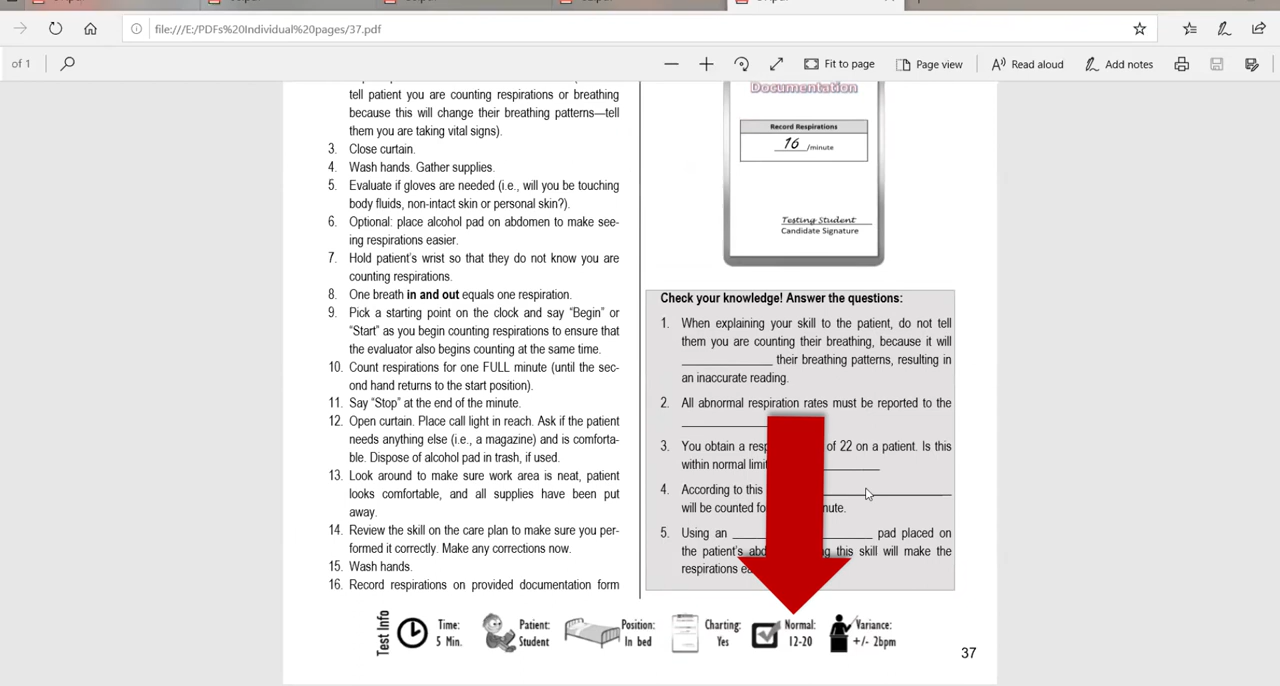 file:///E:/PDFs%20Individual%20pages/37.pdf
of 1
Fit to page
Page view
Read aloud
Add notes
tell patient you are counting respirations or breathing
because this will change their breathing patterns—tell
them you are taking vital signs).
3. Close curtain.
4. Wash hands. Gather supplies.
5. Evaluate if gloves are needed (i.e., will you be touching
body fluids, non-intact skin or personal skin?).
6. Optional: place alcohol pad on abdomen to make see-
ing respirations easier.
7. Hold patient's wrist so that they do not know you are
counting respirations.
8. One breath in and out equals one respiration.
9. Pick a starting point on the clock and say “Begin” or
“Start” as you begin counting respirations to ensure that
the evaluator also begins counting at the same time.
10. Count respirations for one FULL minute (until the sec-
ond hand returns to the start position).
11. Say “Stop” at the end of the minute.
12. Open curtain. Place call light in reach. Ask if the patient
needs anything else (i.e., a magazine) and is comforta-
ble. Dispose of alcohol pad in trash, if used.
13. Look around to make sure work area is neat, patient
looks comfortable, and all supplies have been put
away.
14. Review the skill on the care plan to make sure you per-
formed it correctly. Make any corrections now.
15. Wash hands.
16. Record respirations on provided documentation form
Documentation
Record Respirations
16 /minute
Testing Student
Candidate Signature
Check your knowledge! Answer the questions:
1. When explaining your skill to the patient, do not tell
them you are counting their breathing, because it will
their breathing patterns, resulting in
an inaccurate reading.
2. All abnormal respiration rates must be reported to the
3. You obtain a of 22 on a patient. Is this
within normal
4. According to this
will be counted
5. Using an pad placed on
the patient's this skill will make the
respirations
Test Info
Time:
5 Min.
Patient:
Student
Position:
In bed
Charting:
Yes
Normal:
12-20
Variance:
+/- 2bpm
37